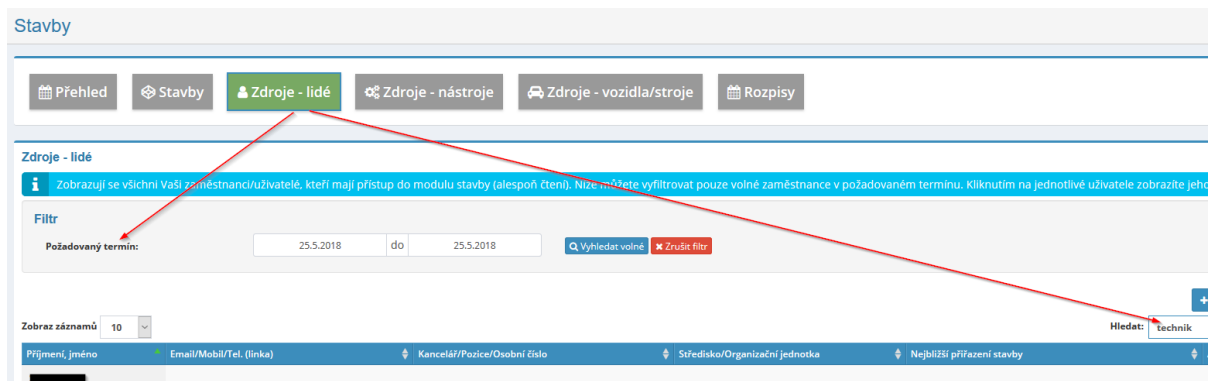 Stavby
Přehled Stavby Zdroje - lidé Zdroje - nástroje Zdroje - vozidla/stroje Rozpisy
Zdroje - lidé
Zobrazují se všichni Vaši zaměstnanci/uživatelé, kteří mají přístup do modulu stavby (alespoň čtení). Níže můžete vyfiltrovat pouze volné zaměstnance v požadovaném termínu. Kliknutím na jednotlivé uživatele zobrazíte jeho
Filtr
Požadovaný termín: 25.5.2018 do 25.5.2018 Vyhledat volné Zrušit filtr
+
Zobraz záznamů 10 Hledat: technik
Příjmení, jméno Email/Mobil/Tel. (linka) Kancelář/Pozice/Osobní číslo Středisko/Organizační jednotka Nejbližší přiřazení stavby